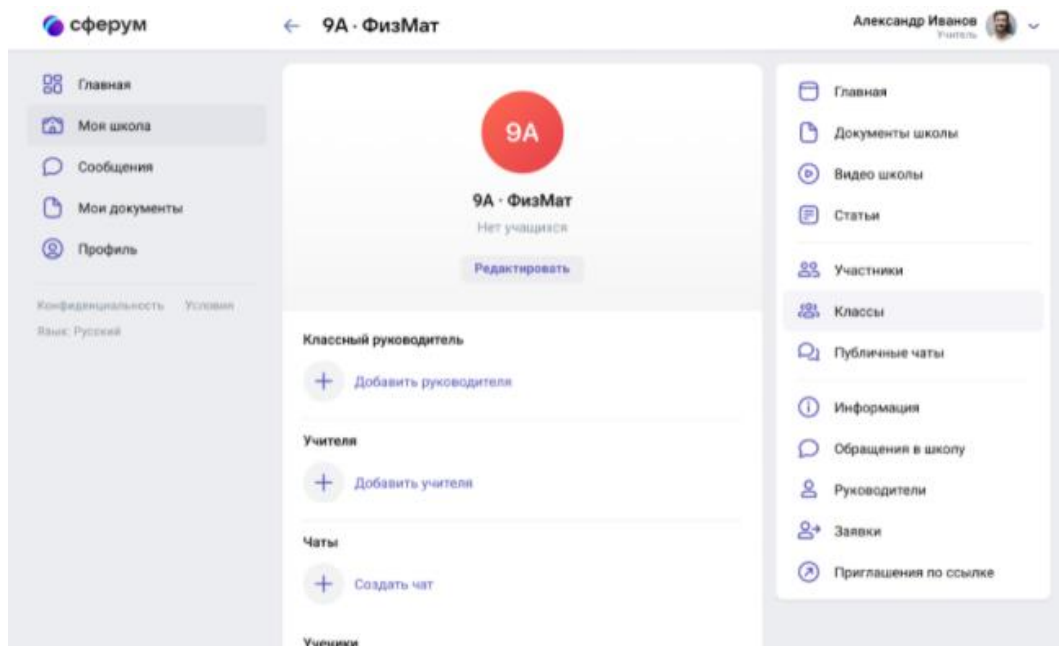 сферум
9А · ФизМат
Александр Иванов
Учитель
Главная
Моя школа
Сообщения
Мои документы
Профиль
Конфиденциальность Условия
Язык: Русский
9А
9А · ФизМат
Нет учащихся
Редактировать
Классный руководитель
Добавить руководителя
Учителя
Добавить учителя
Чаты
Создать чат
Ученики
Главная
Документы школы
Видео школы
Статьи
Участники
Классы
Публичные чаты
Информация
Обращения в школу
Руководители
Заявки
Приглашения по ссылке